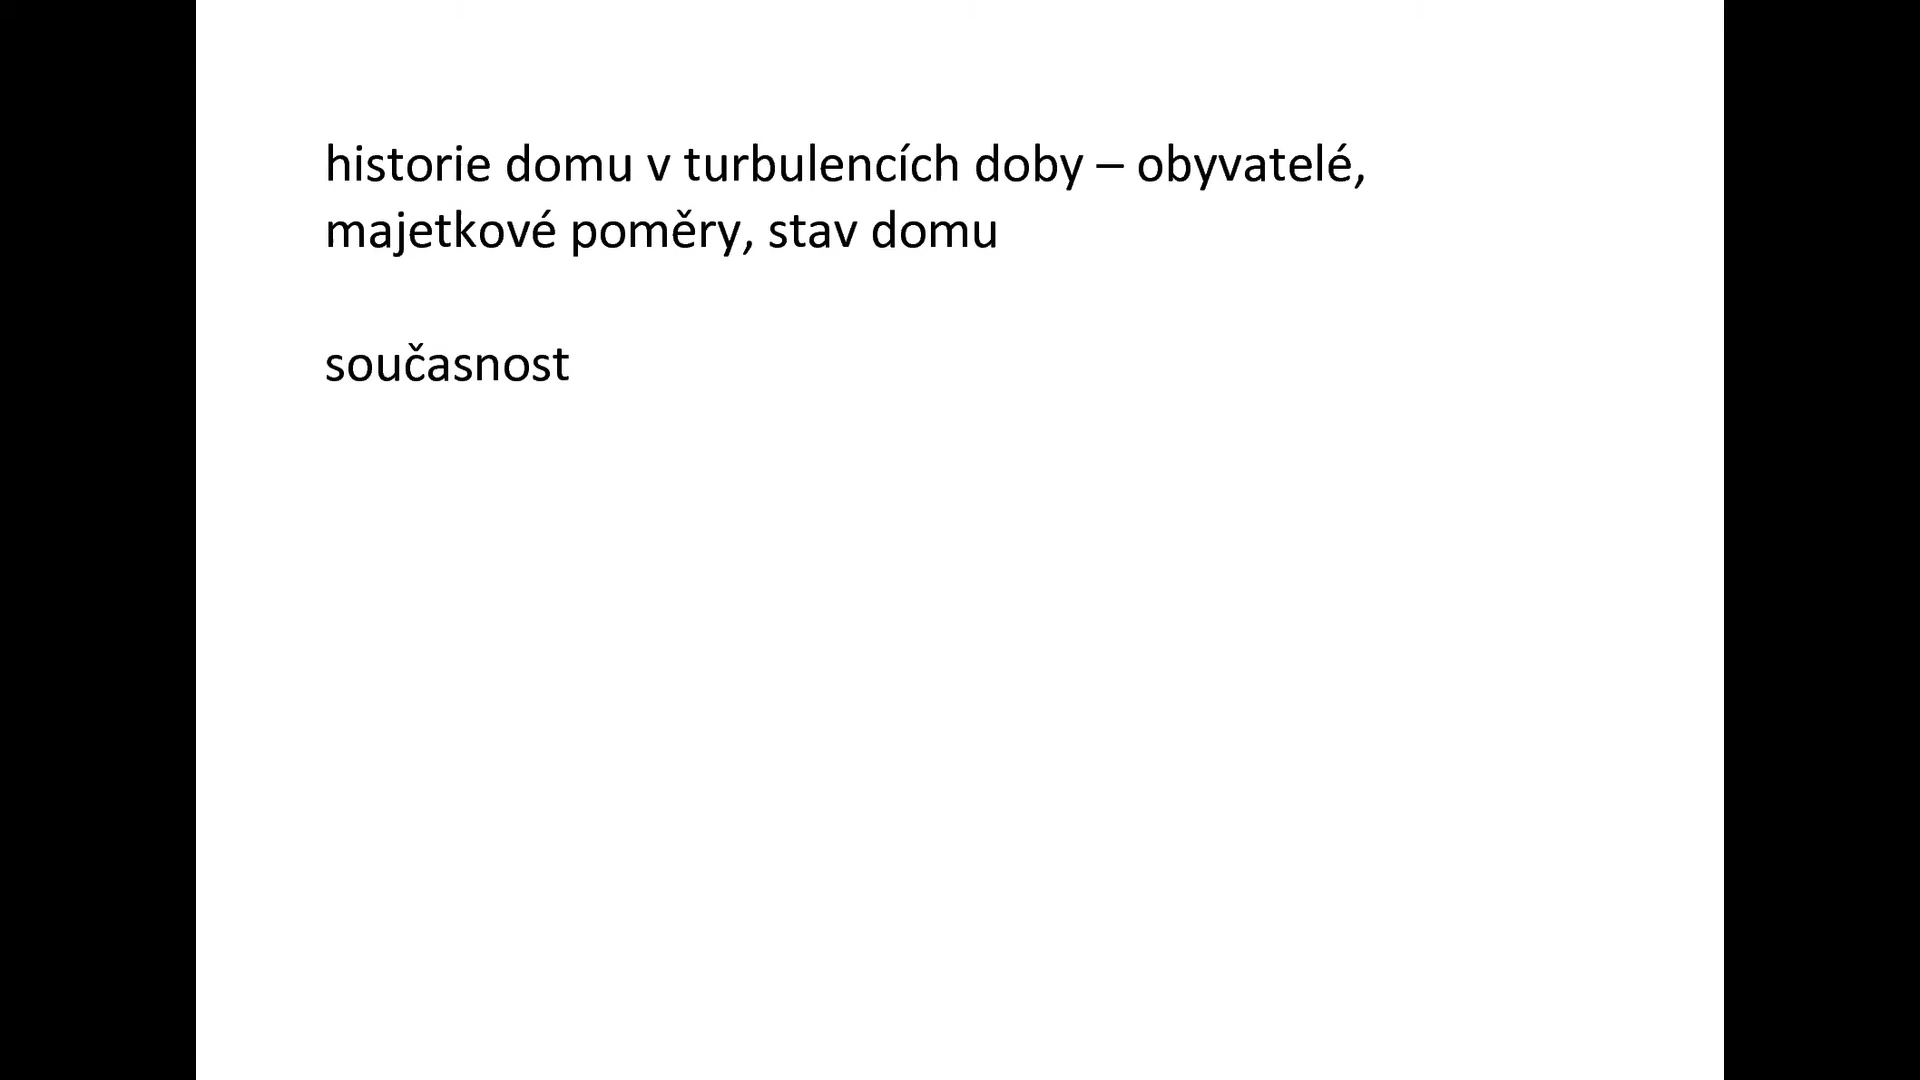 historie domu v turbulencích doby – obyvatelé,
majetkové poměry, stav domu
současnost